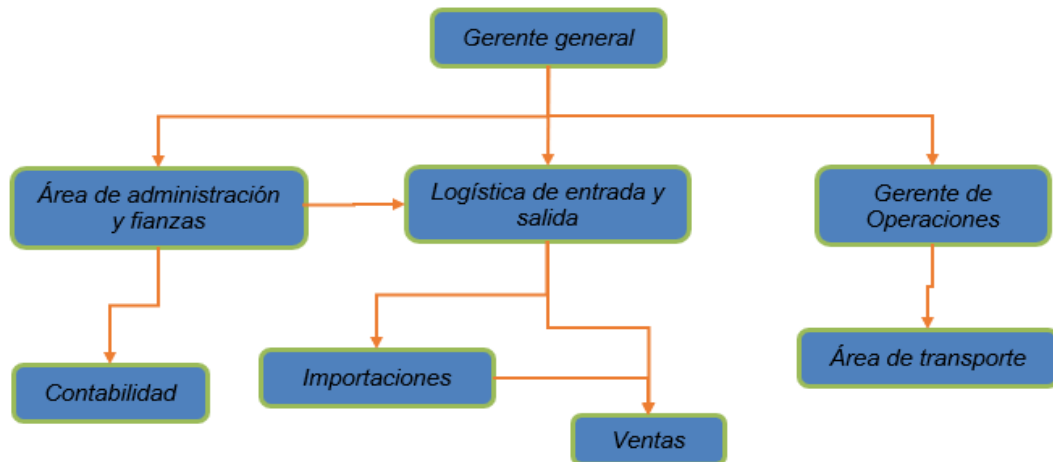 Gerente general
Área de administración
y fianzas
Logística de entrada y
salida
Gerente de
Operaciones
Contabilidad
Importaciones
Área de transporte
Ventas